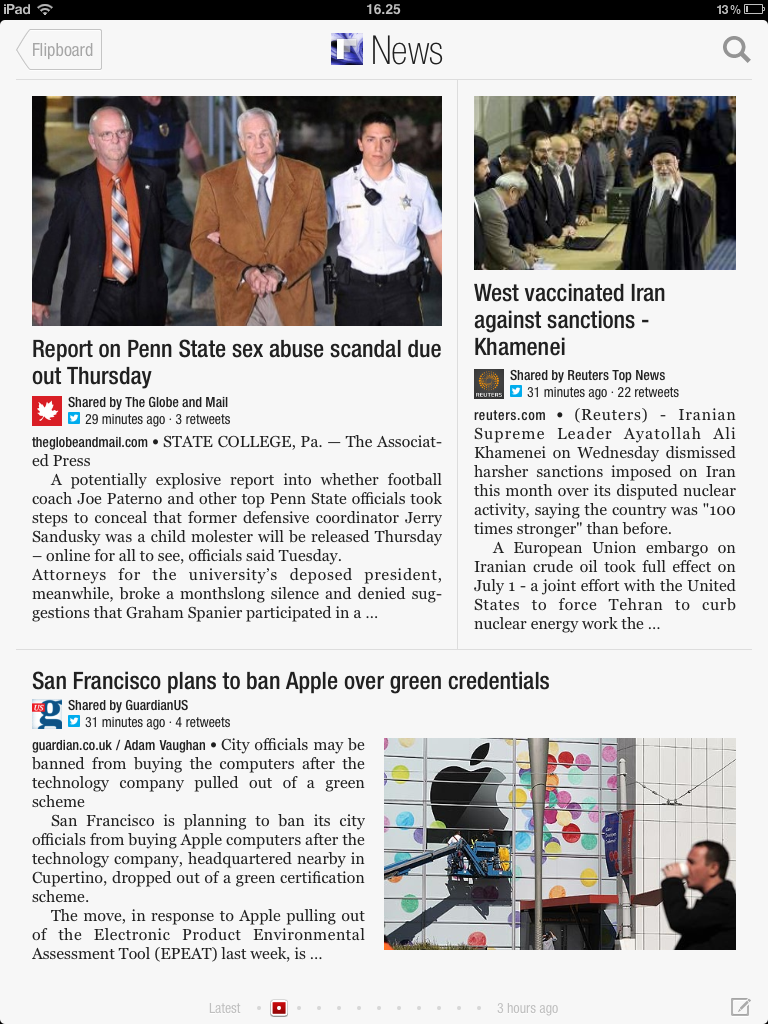 iPad 16.25 13%
Flipboard
News
Report on Penn State sex abuse scandal due
out Thursday
Shared by The Globe and Mail
29 minutes ago · 3 retweets
theglobeandmail.com • STATE COLLEGE, Pa. — The Associat-
ed Press
A potentially explosive report into whether football
coach Joe Paterno and other top Penn State officials took
steps to conceal that former defensive coordinator Jerry
Sandusky was a child molester will be released Thursday
– online for all to see, officials said Tuesday.
Attorneys for the university's deposed president,
meanwhile, broke a monthslong silence and denied sug-
gestions that Graham Spanier participated in a ...
West vaccinated Iran
against sanctions -
Khamenei
REUTERS
Shared by Reuters Top News
31 minutes ago · 22 retweets
reuters.com • (Reuters) - Iranian
Supreme Leader Ayatollah Ali
Khamenei on Wednesday dismissed
harsher sanctions imposed on Iran
this month over its disputed nuclear
activity, saying the country was "100
times stronger" than before.
A European Union embargo on
Iranian crude oil took full effect on
July 1 - a joint effort with the United
States to force Tehran to curb
nuclear energy work the ...
San Francisco plans to ban Apple over green credentials
US g
Shared by GuardianUS
31 minutes ago · 4 retweets
guardian.co.uk / Adam Vaughan • City officials may be
banned from buying the computers after the
technology company pulled out of a green
scheme
San Francisco is planning to ban its city
officials from buying Apple computers after the
technology company, headquartered nearby in
Cupertino, dropped out of a green certification
scheme.
The move, in response to Apple pulling out
of the Electronic Product Environmental
Assessment Tool (EPEAT) last week, is ...
Latest 3 hours ago